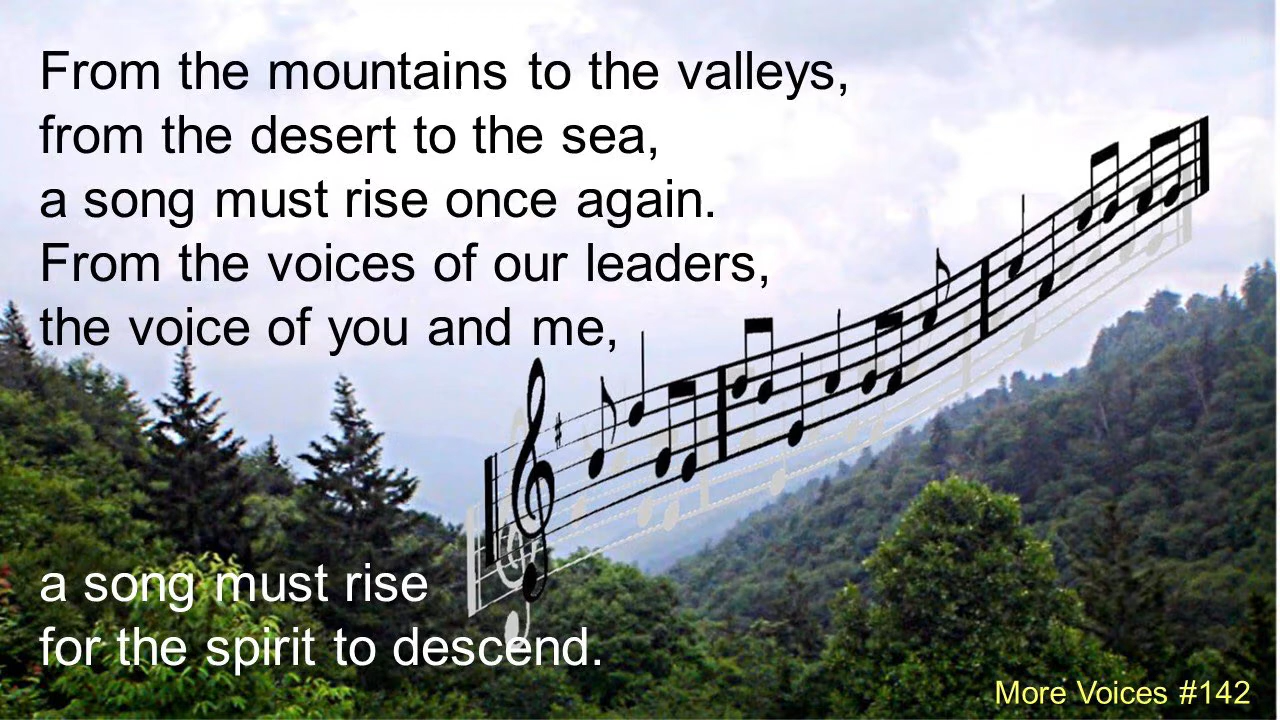 From the mountains to the valleys,
from the desert to the sea,
a song must rise once again.
From the voices of our leaders,
the voice of you and me,
a song must rise
for the spirit to descend.
More Voices #142